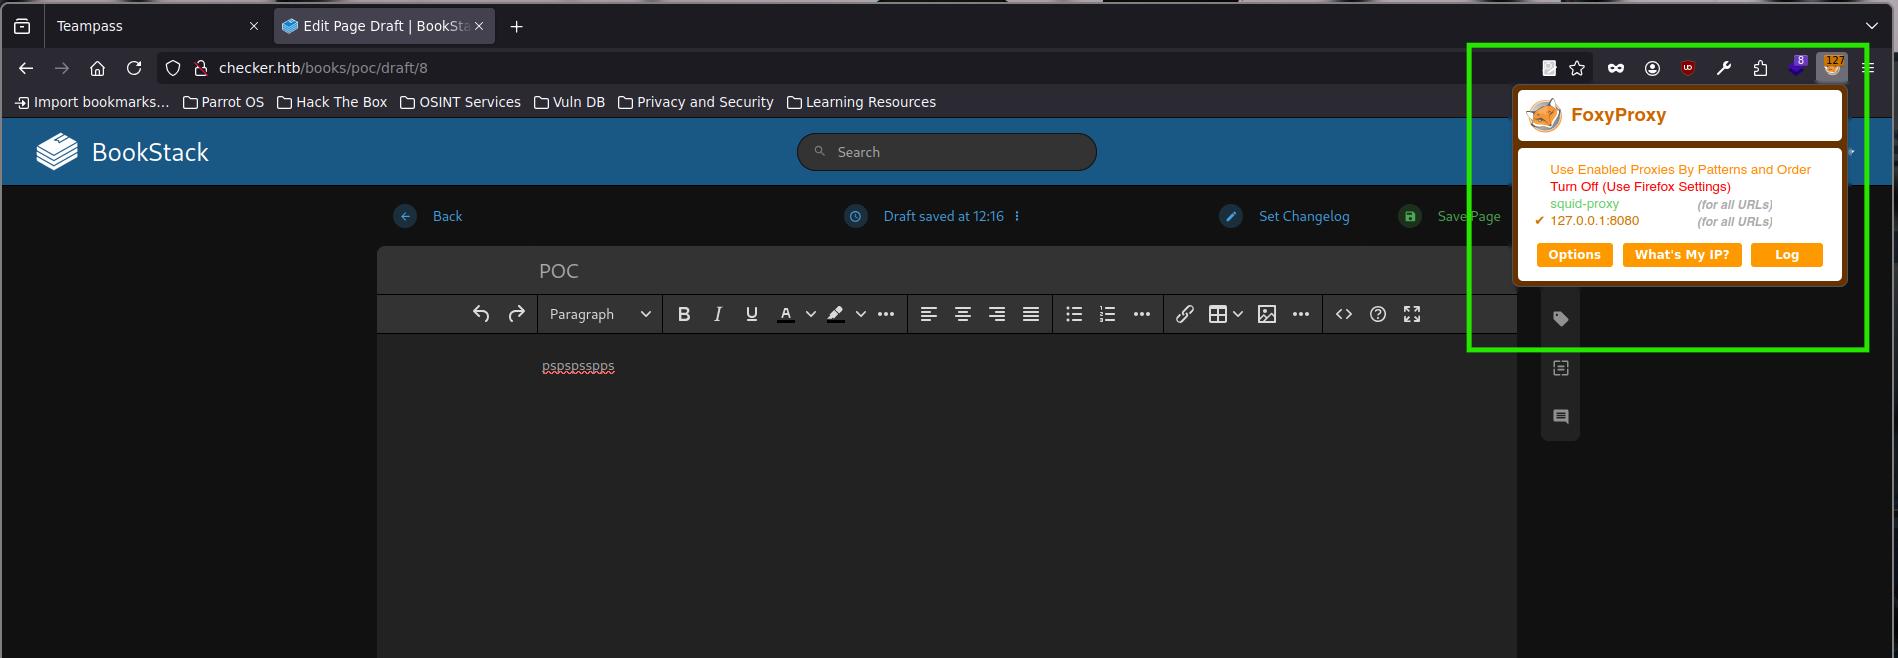 Teampass
Edit Page Draft | BookSta
checker.htb/books/poc/draft/8
8
127
Import bookmarks...
Parrot OS
Hack The Box
OSINT Services
Vuln DB
Privacy and Security
Learning Resources
BookStack
Search
FoxyProxy
Use Enabled Proxies By Patterns and Order
Turn Off (Use Firefox Settings)
squid-proxy (for all URLs)
✔ 127.0.0.1:8080 (for all URLs)
Options What's My IP? Log
Back
Draft saved at 12:16
Set Changelog
Save Page
POC
Paragraph
B I U A
pspspsspps